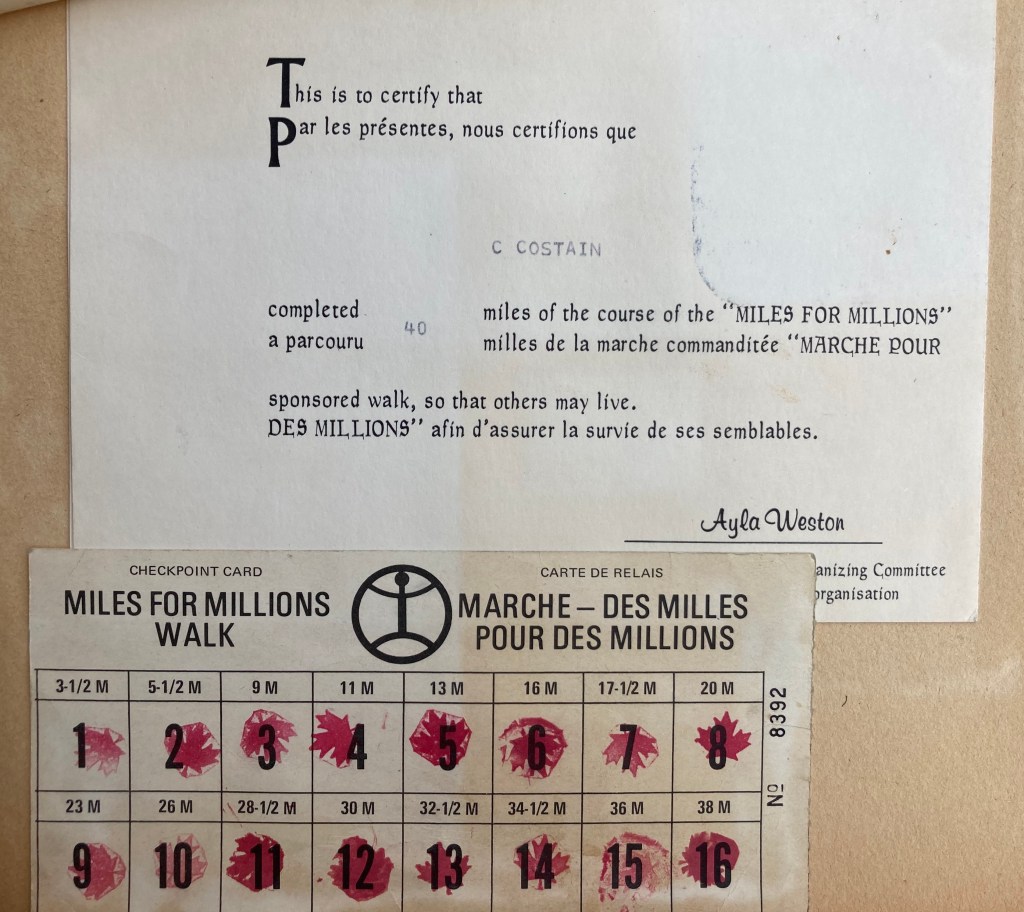 This is to certify that
Par les présentes, nous certifions que
C COSTAIN
completed
a parcouru
40
miles of the course of the “MILES FOR MILLIONS”
milles de la marche commanditée “MARCHE POUR
sponsored walk, so that others may live.
DES MILLIONS” afin d'assurer la survie de ses semblables.
Ayla Weston
anizing Committee
organisation
CHECKPOINT CARD
CARTE DE RELAIS
MILES FOR MILLIONS
WALK
MARCHE – DES MILLES
POUR DES MILLIONS
3-1/2 M 5-1/2 M 9 M 11 M 13 M 16 M 17-1/2 M 20 M
1 2 3 4 5 6 7 8
23 M 26 M 28-1/2 M 30 M 32-1/2 M 34-1/2 M 36 M 38 M
9 10 11 12 13 14 15 16
Nº 8392